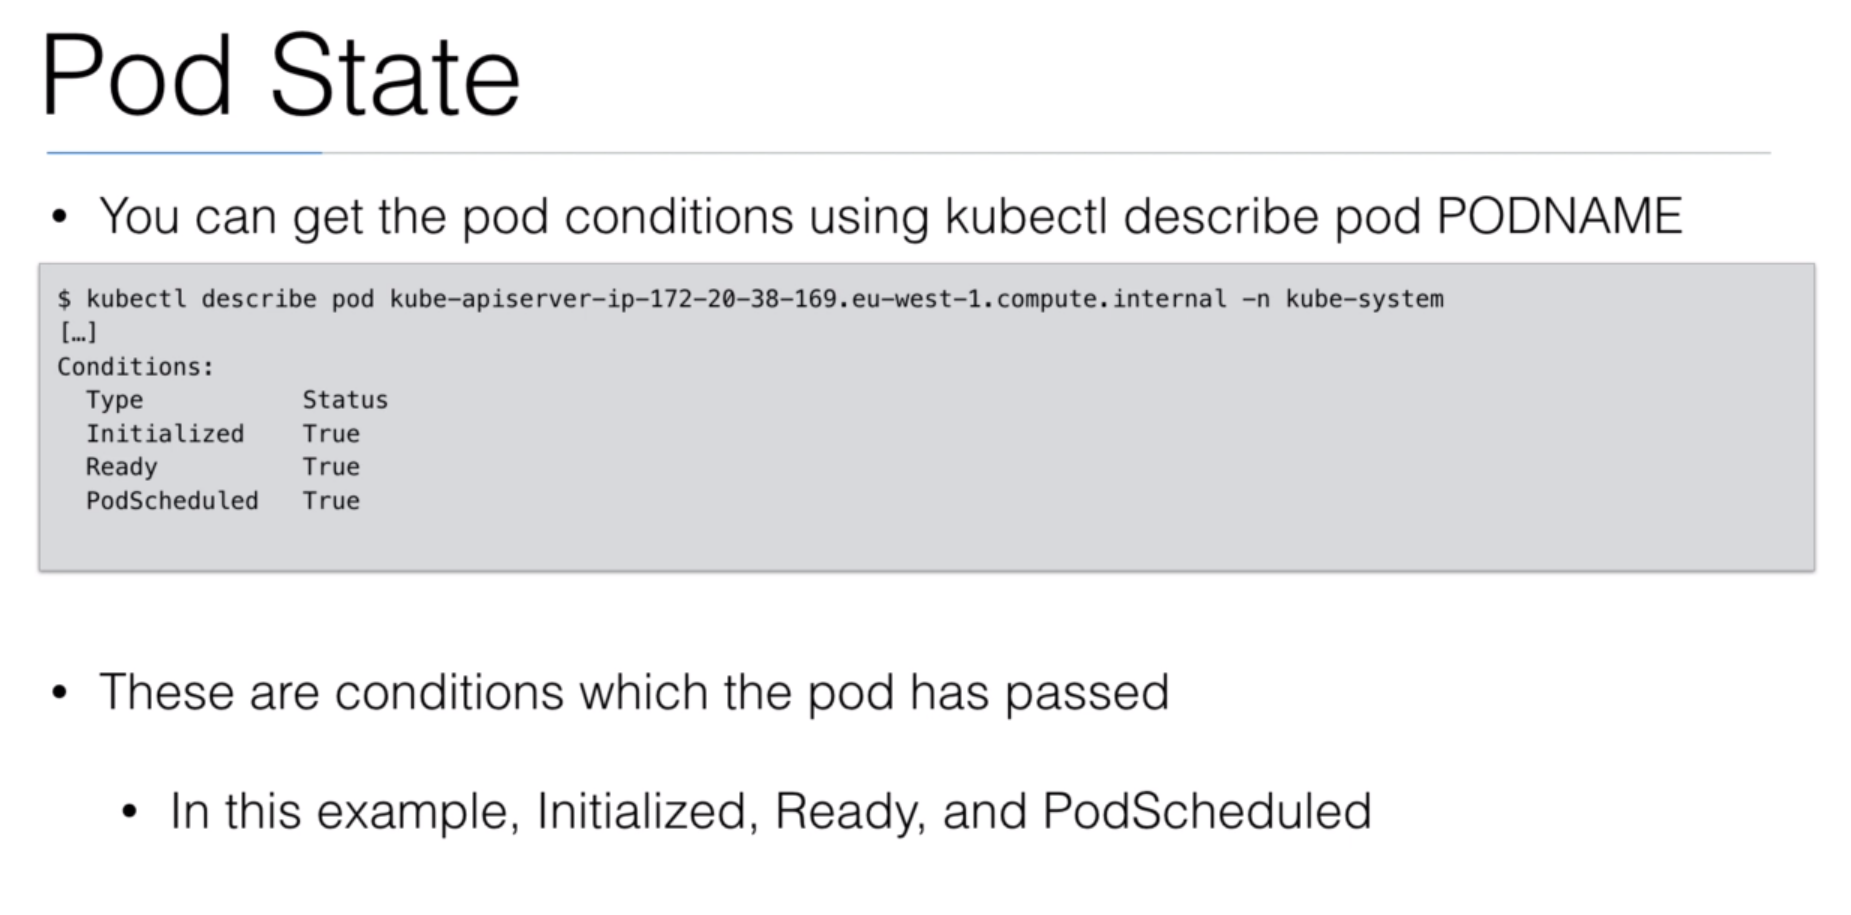 Pod State
• You can get the pod conditions using kubectl describe pod PODNAME
$ kubectl describe pod kube-apiserver-ip-172-20-38-169.eu-west-1.compute.internal -n kube-system
[…]
Conditions:
  Type           Status
  Initialized    True
  Ready          True
  PodScheduled   True
• These are conditions which the pod has passed
• In this example, Initialized, Ready, and PodScheduled